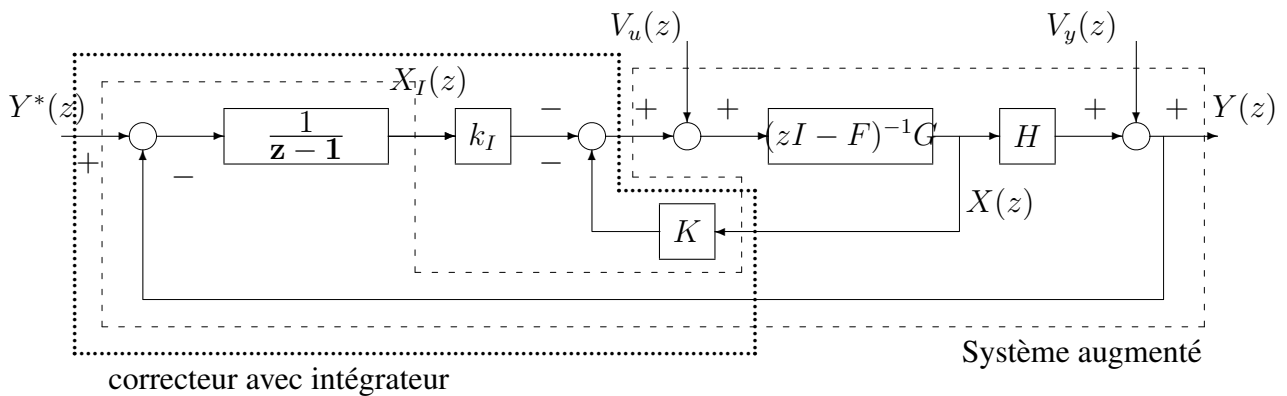 V_u(z)
V_y(z)
X_I(z)
Y*(z)
+
−
1
z − 1
k_I
−
−
+
+
(zI − F)^{-1}G
H
+
+
Y(z)
X(z)
K
Système augmenté
correcteur avec intégrateur